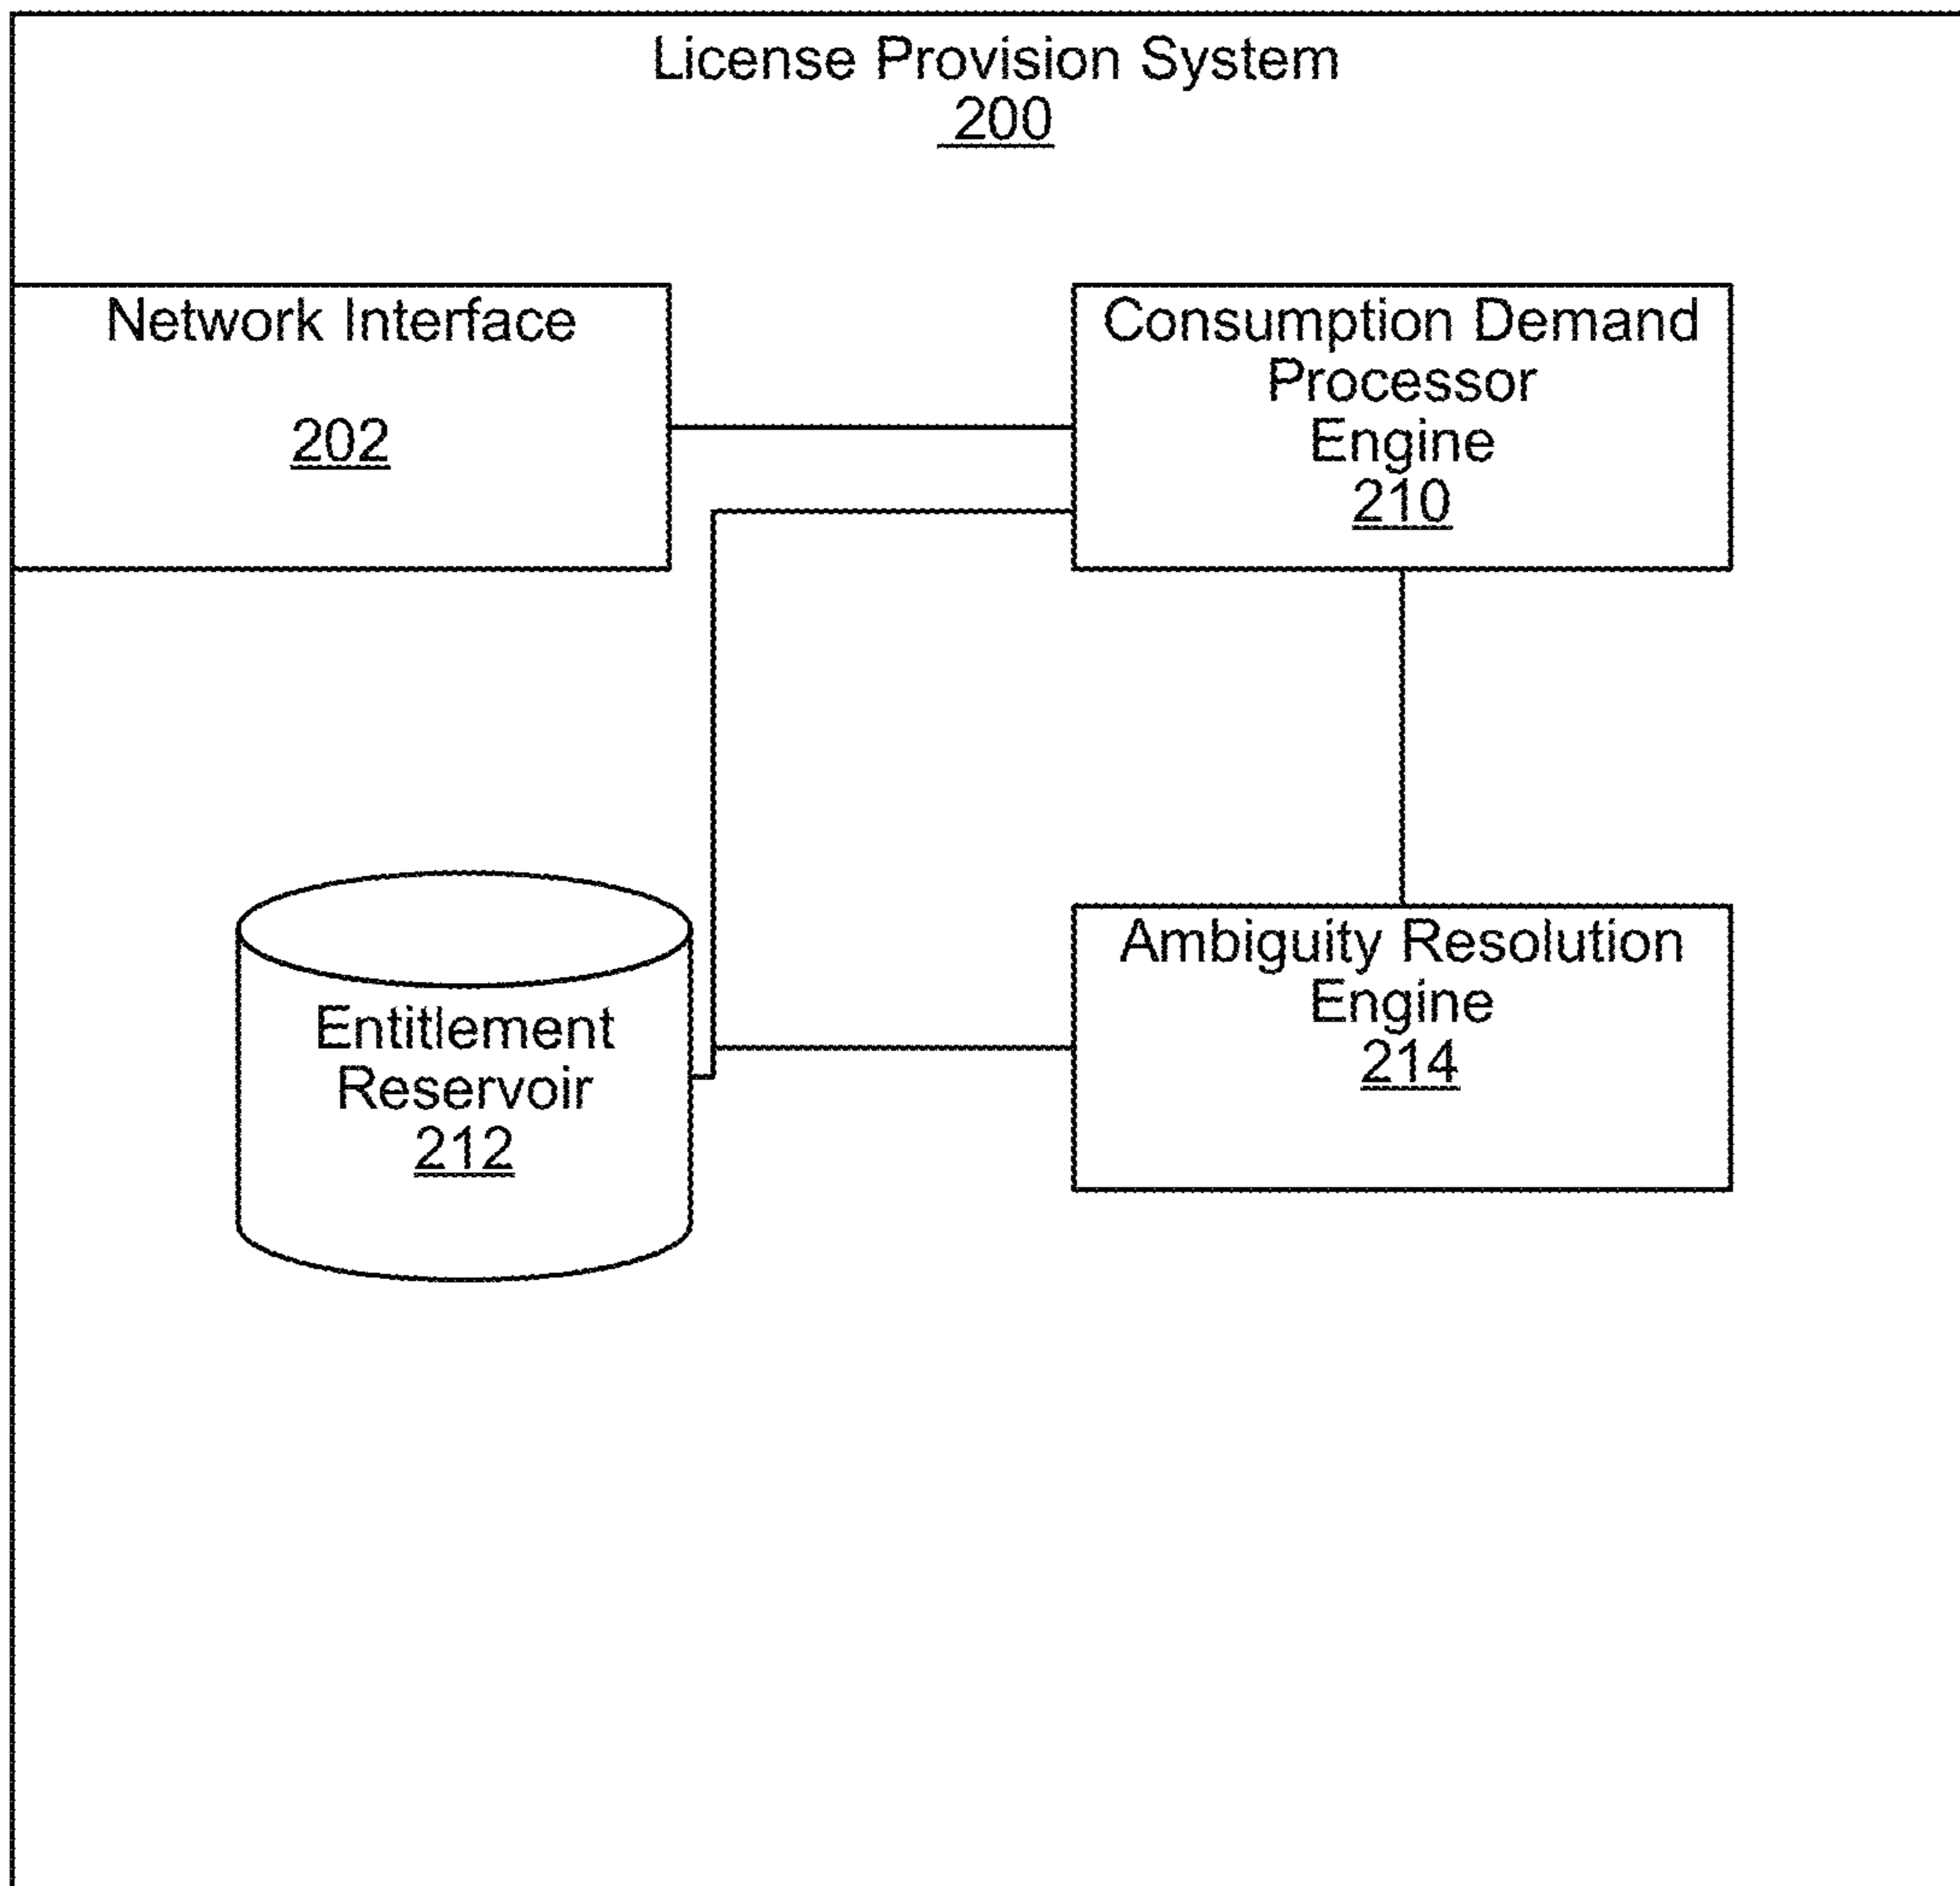 License Provision System
200
Network Interface
202
Consumption Demand
Processor
Engine
210
Entitlement
Reservoir
212
Ambiguity Resolution
Engine
214